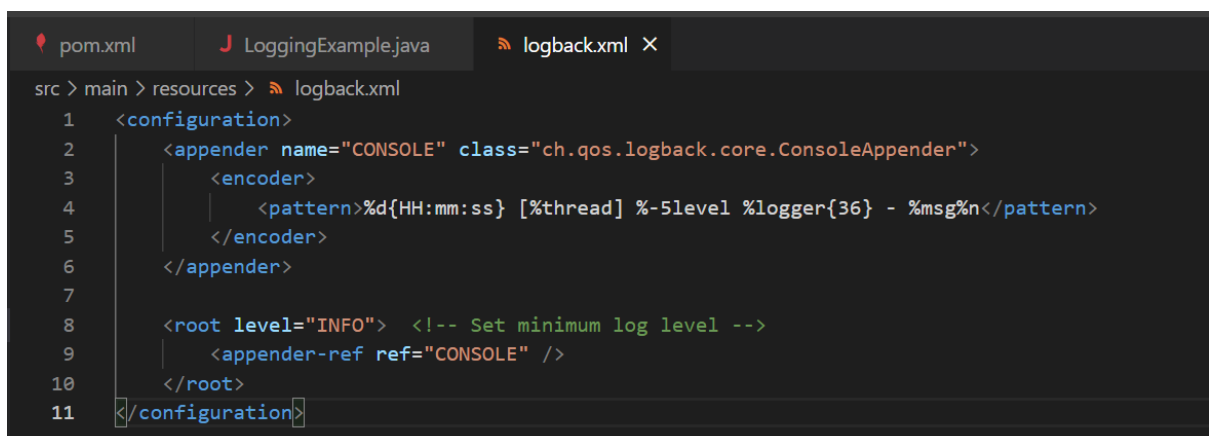 pom.xml J LoggingExample.java logback.xml ×
src > main > resources > logback.xml
1 <configuration>
2 <appender name="CONSOLE" class="ch.qos.logback.core.ConsoleAppender">
3 <encoder>
4 <pattern>%d{HH:mm:ss} [%thread] %-5level %logger{36} - %msg%n</pattern>
5 </encoder>
6 </appender>
7
8 <root level="INFO"> <!-- Set minimum log level -->
9 <appender-ref ref="CONSOLE" />
10 </root>
11 </configuration>